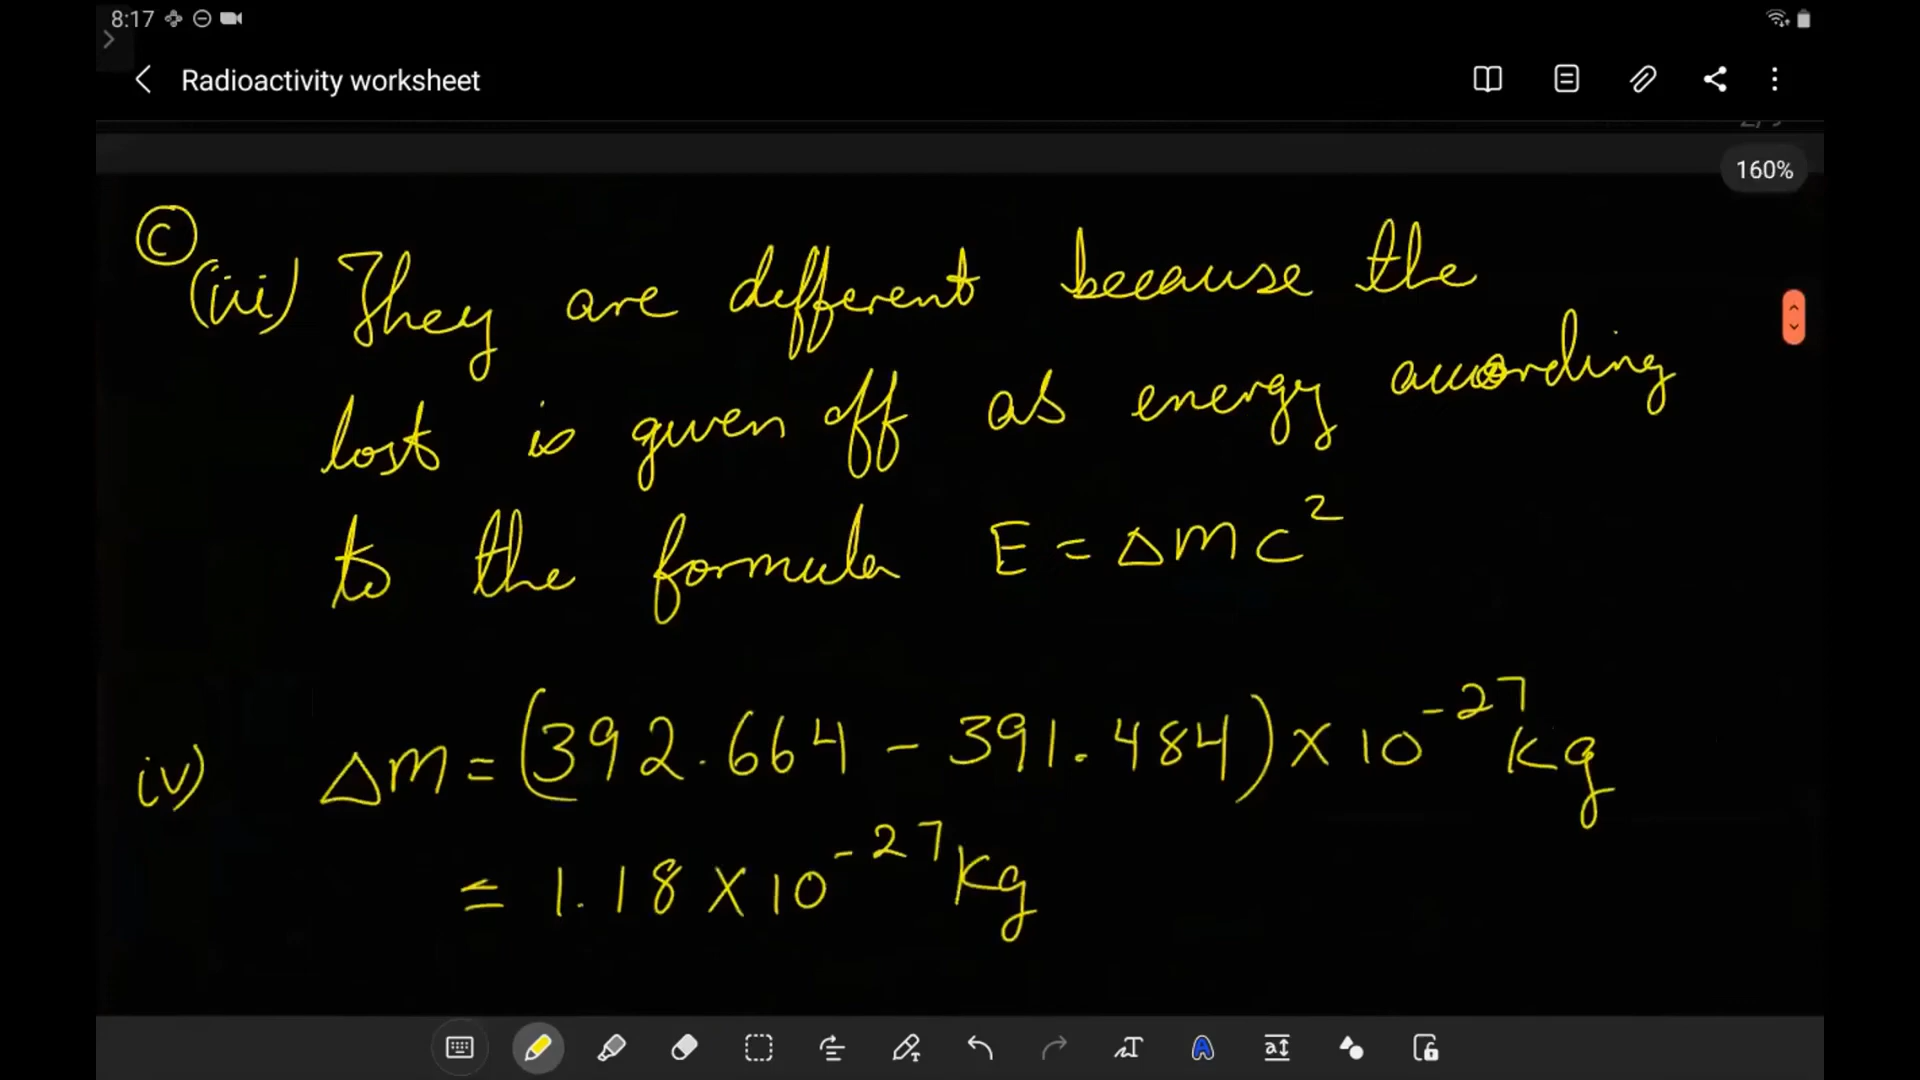 8:17
Radioactivity worksheet
160%
(c)
(iii) They are different because the
lost is given off as energy according
to the formula E = Δmc²
iv) Δm = (392.664 - 391.484) × 10⁻²⁷ kg
= 1.18 × 10⁻²⁷ kg